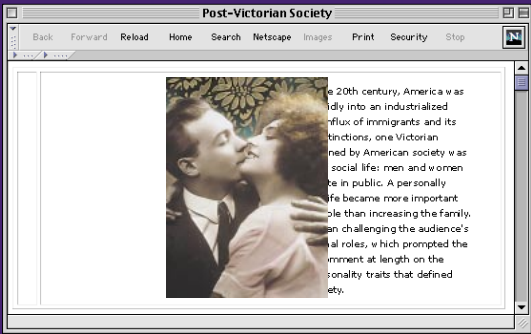 Post-Victorian Society
Back Forward Reload Home Search Netscape Images Print Security Stop
N
e 20th century, America was
idly into an industrialized
nflux of immigrants and its
tinctions, one Victorian
ned by American society was
social life: men and women
te in public. A personally
ife became more important
ple than increasing the family.
an challenging the audience's
al roles, which prompted the
omment at length on the
sonality traits that defined
ety.